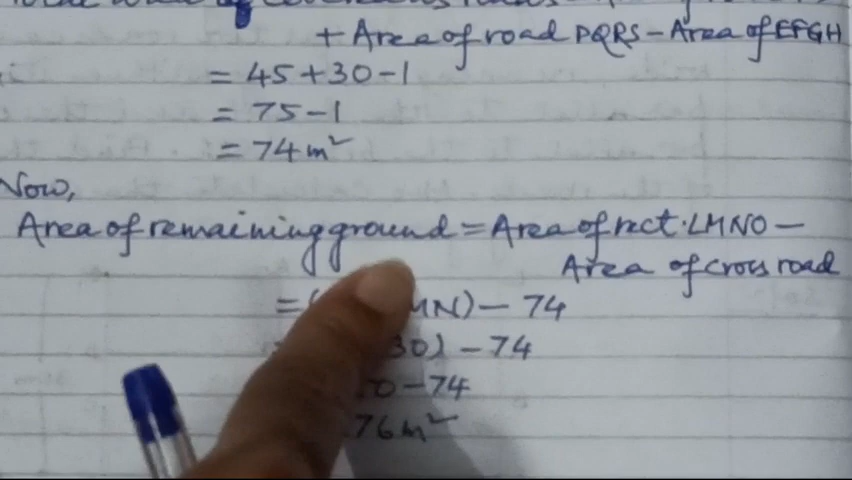 + Area of road PQRS - Area of EFGH
= 45 + 30 - 1
= 75 - 1
= 74 m²
Now,
Area of remaining ground = Area of rect. LMNO -
Area of cross road
= ( MN) - 74
30) - 74
0 - 74
76 m²